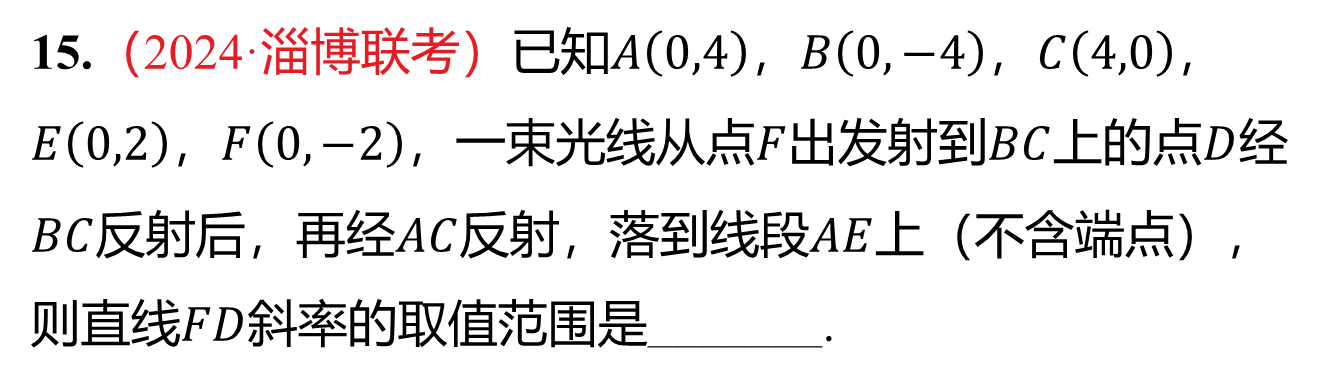 15.（2024·淄博联考）已知A(0,4)，B(0,−4)，C(4,0)，
E(0,2)，F(0,−2)，一束光线从点F出发射到BC上的点D经
BC反射后，再经AC反射，落到线段AE上（不含端点），
则直线FD斜率的取值范围是_______.